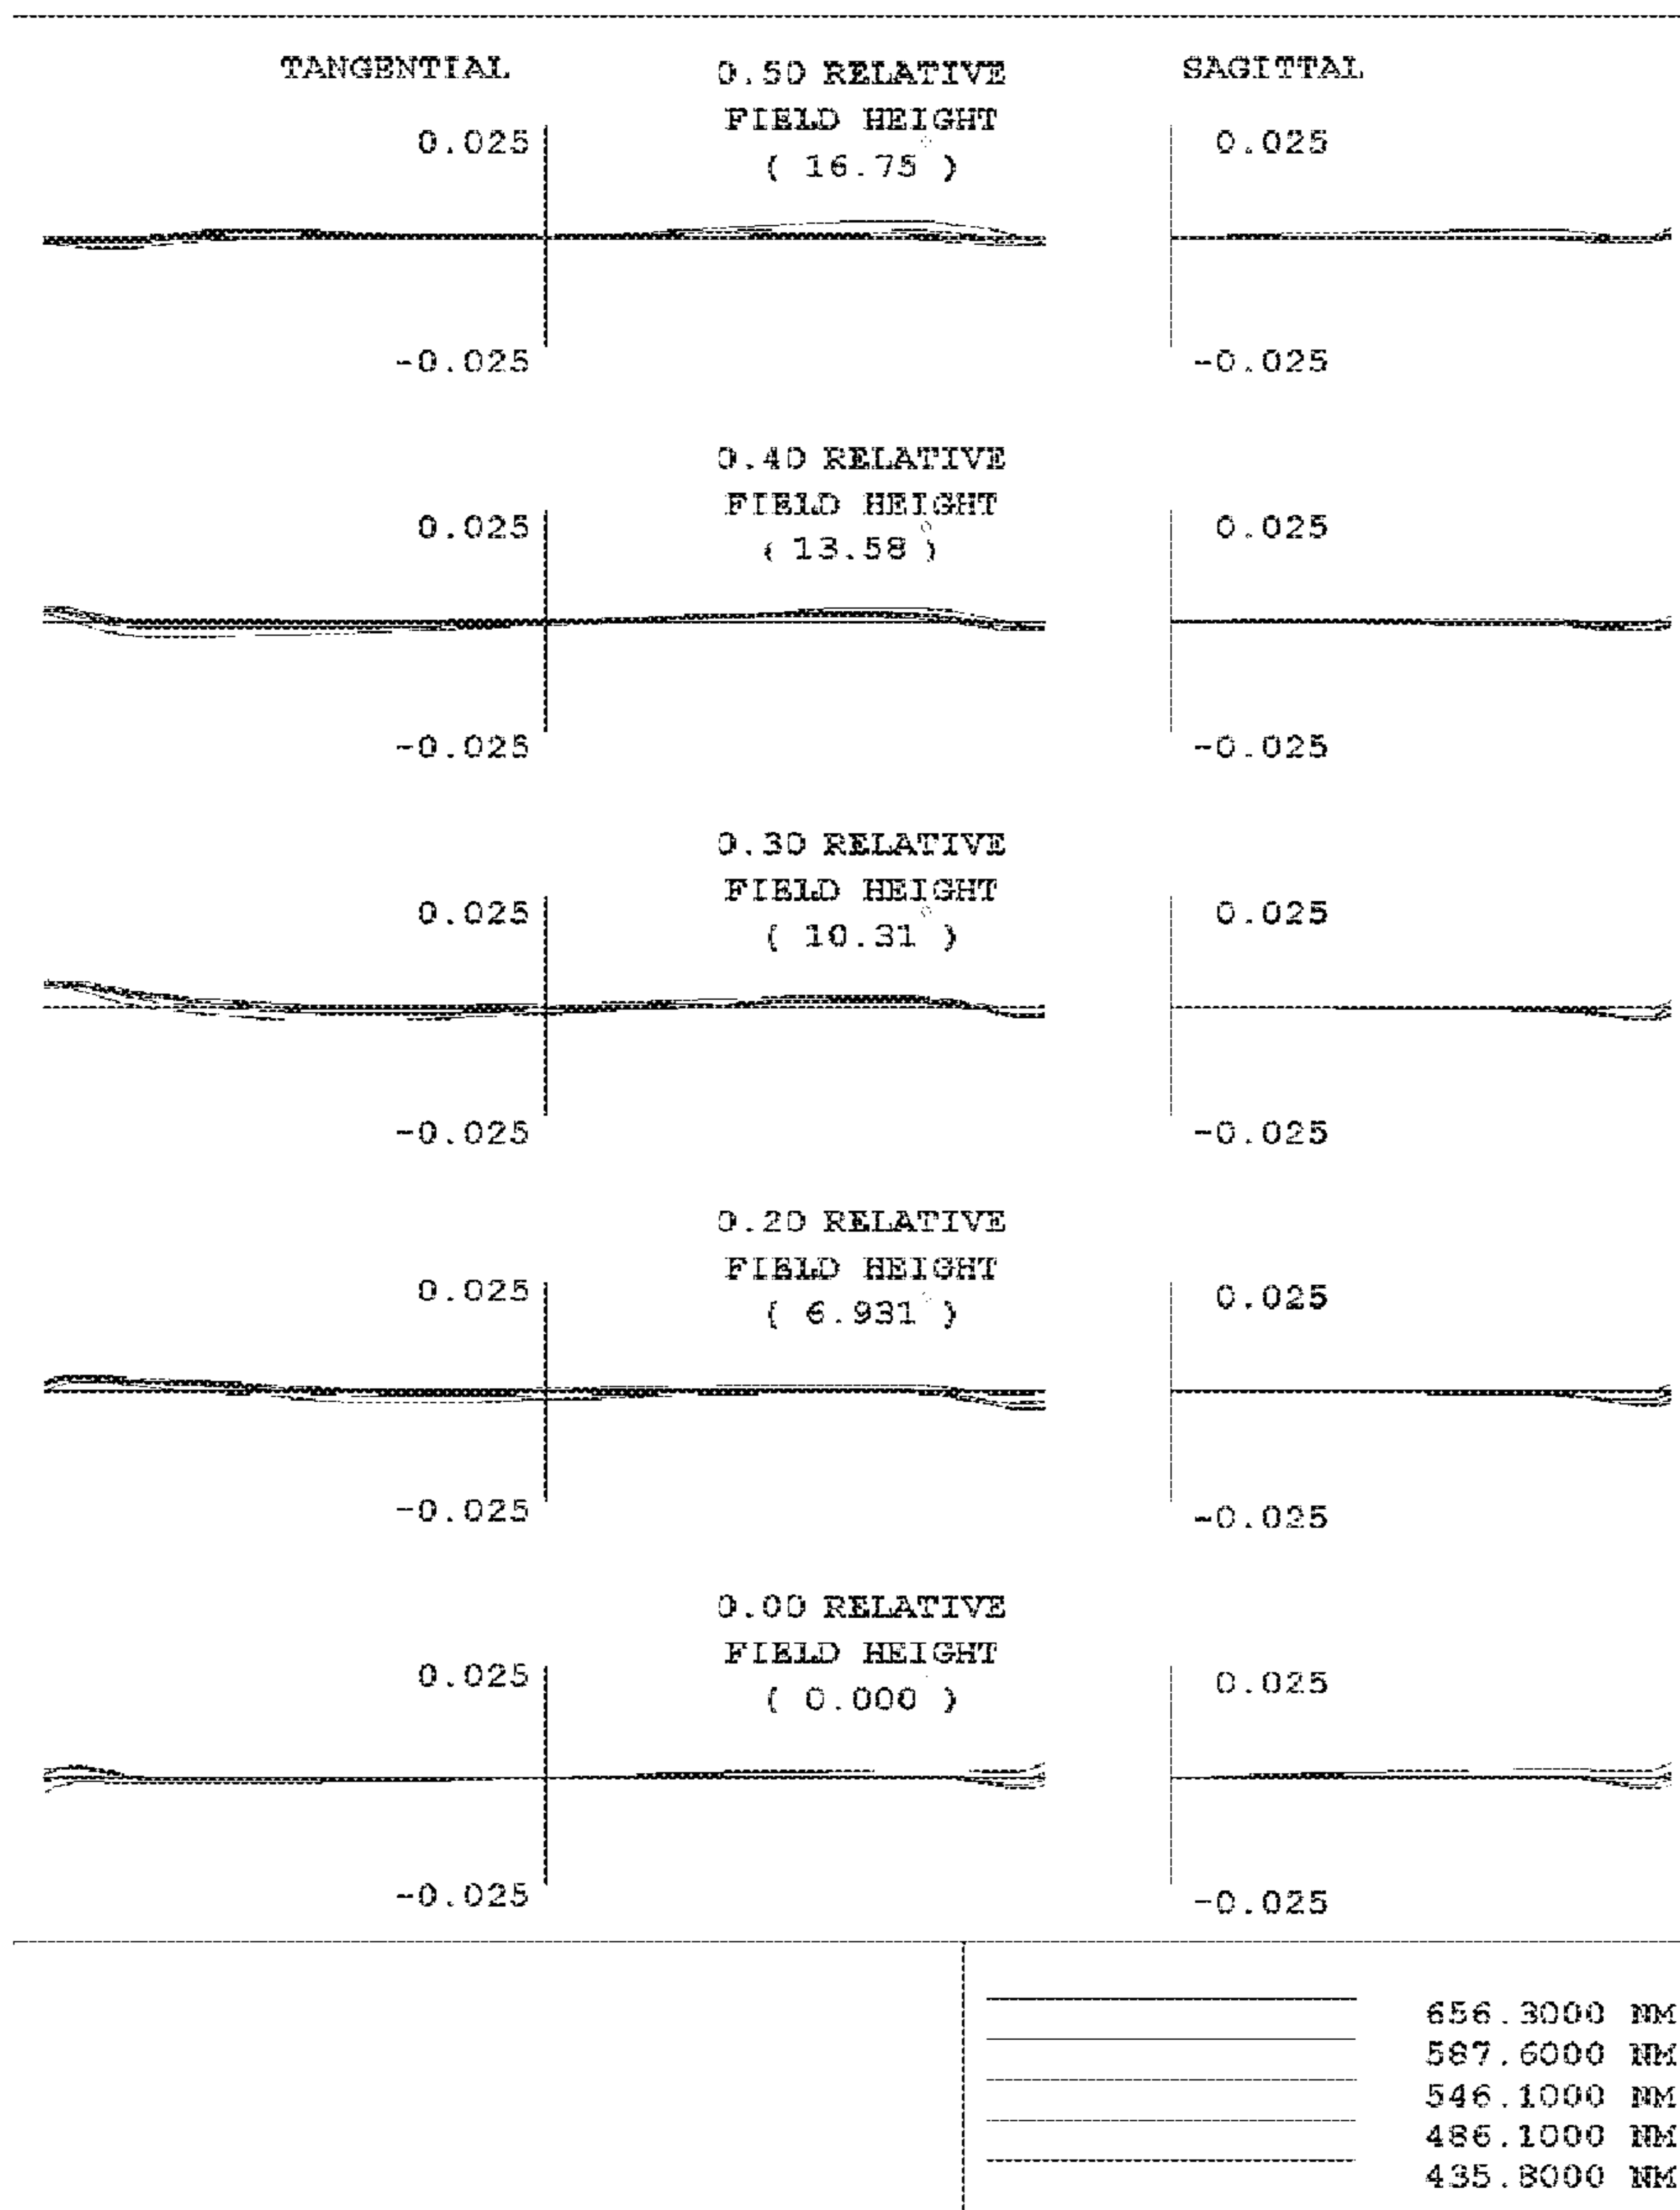 TANGENTIAL 0.50 RELATIVE SAGITTAL
FIELD HEIGHT
0.025 0.025
( 16.75° )
-0.025 -0.025
0.40 RELATIVE
FIELD HEIGHT
0.025 0.025
( 13.58° )
-0.025 -0.025
0.30 RELATIVE
FIELD HEIGHT
0.025 0.025
( 10.31° )
-0.025 -0.025
0.20 RELATIVE
FIELD HEIGHT
0.025 0.025
( 6.931° )
-0.025 -0.025
0.00 RELATIVE
FIELD HEIGHT
0.025 0.025
( 0.000° )
-0.025 -0.025
656.3000 NM
587.6000 NM
546.1000 NM
486.1000 NM
435.8000 NM